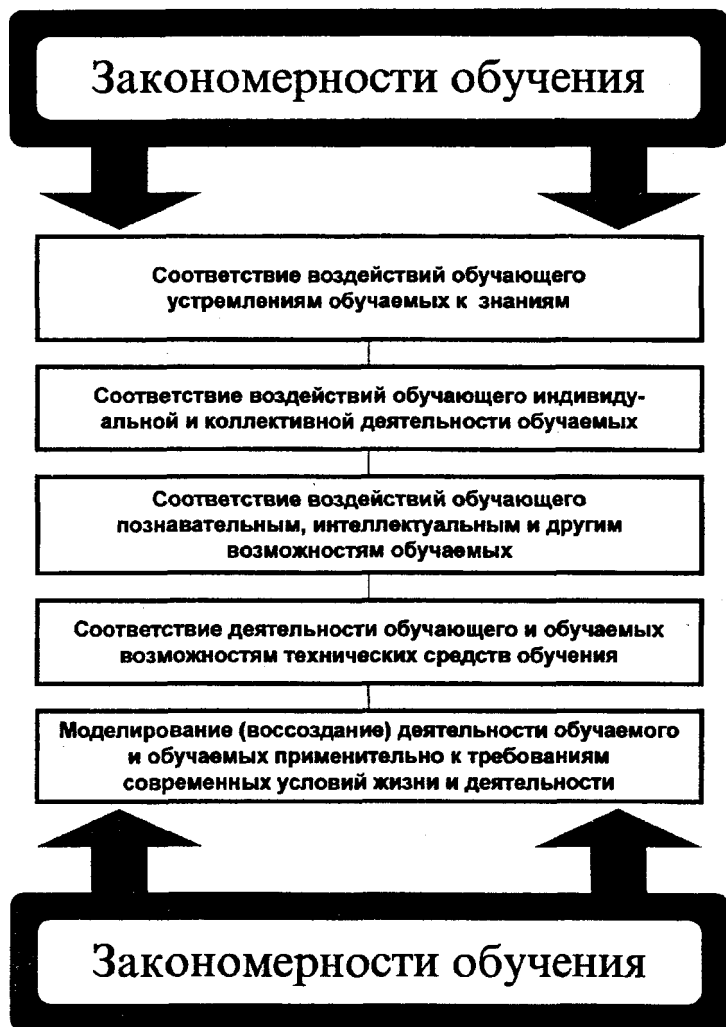 Закономерности обучения
Соответствие воздействий обучающего
устремлениям обучаемых к знаниям
Соответствие воздействий обучающего индивиду-
альной и коллективной деятельности обучаемых
Соответствие воздействий обучающего
познавательным, интеллектуальным и другим
возможностям обучаемых
Соответствие деятельности обучающего и обучаемых
возможностям технических средств обучения
Моделирование (воссоздание) деятельности обучаемого
и обучаемых применительно к требованиям
современных условий жизни и деятельности
Закономерности обучения